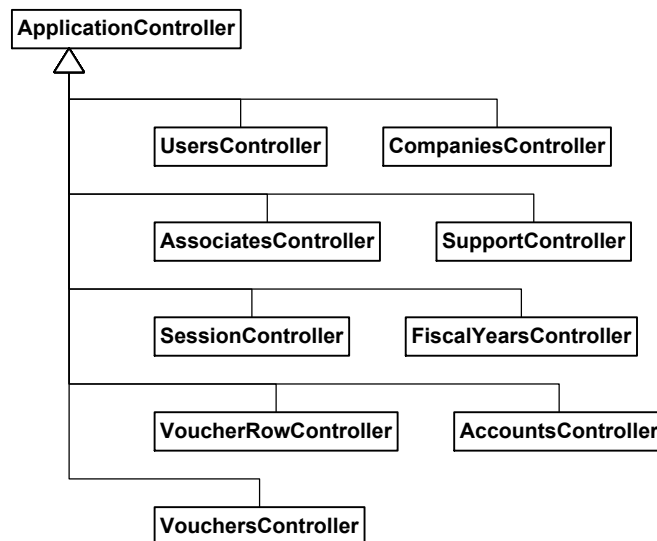 ApplicationController
UsersController
CompaniesController
AssociatesController
SupportController
SessionController
FiscalYearsController
VoucherRowController
AccountsController
VouchersController